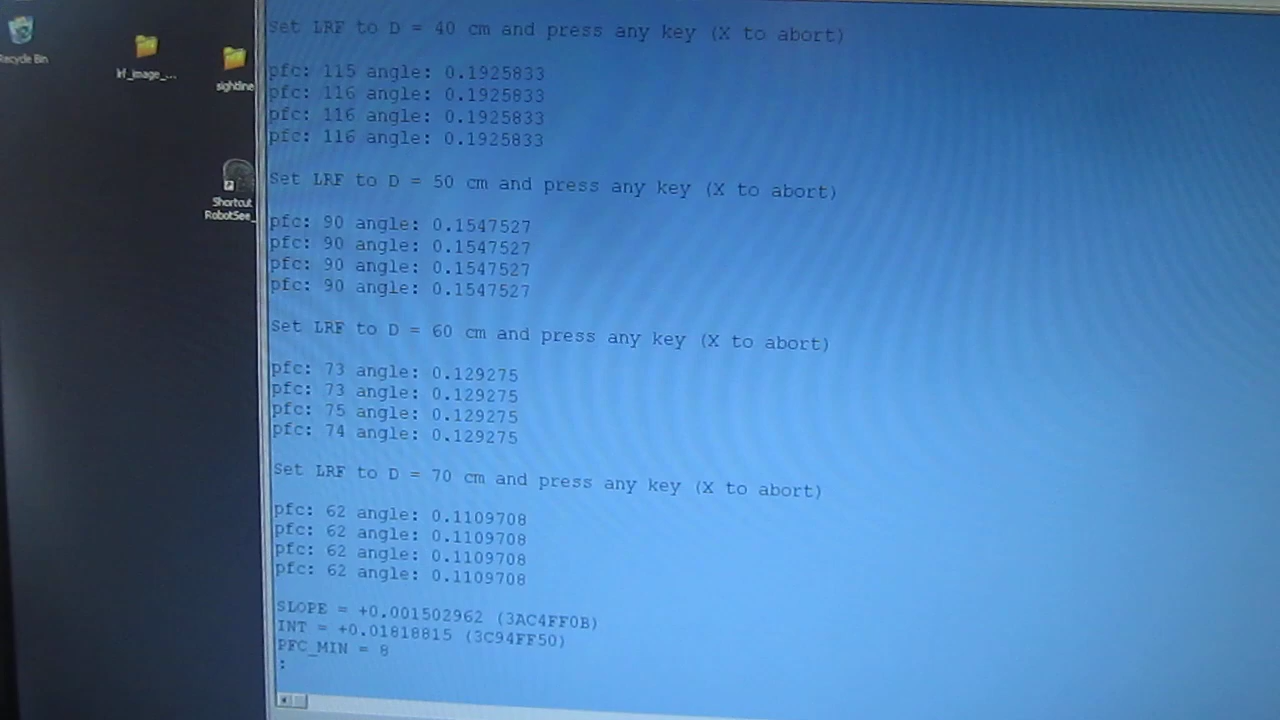 Recycle Bin
lrf_image_...
sightline
Shortcut
RobotSee_
Set LRF to D = 40 cm and press any key (X to abort)
pfc: 115 angle: 0.1925833
pfc: 116 angle: 0.1925833
pfc: 116 angle: 0.1925833
pfc: 116 angle: 0.1925833
Set LRF to D = 50 cm and press any key (X to abort)
pfc: 90 angle: 0.1547527
pfc: 90 angle: 0.1547527
pfc: 90 angle: 0.1547527
pfc: 90 angle: 0.1547527
Set LRF to D = 60 cm and press any key (X to abort)
pfc: 73 angle: 0.129275
pfc: 73 angle: 0.129275
pfc: 75 angle: 0.129275
pfc: 74 angle: 0.129275
Set LRF to D = 70 cm and press any key (X to abort)
pfc: 62 angle: 0.1109708
pfc: 62 angle: 0.1109708
pfc: 62 angle: 0.1109708
pfc: 62 angle: 0.1109708
SLOPE = +0.001502962 (3AC4FF0B)
INT = +0.01818815 (3C94FF50)
PFC_MIN = 8
: